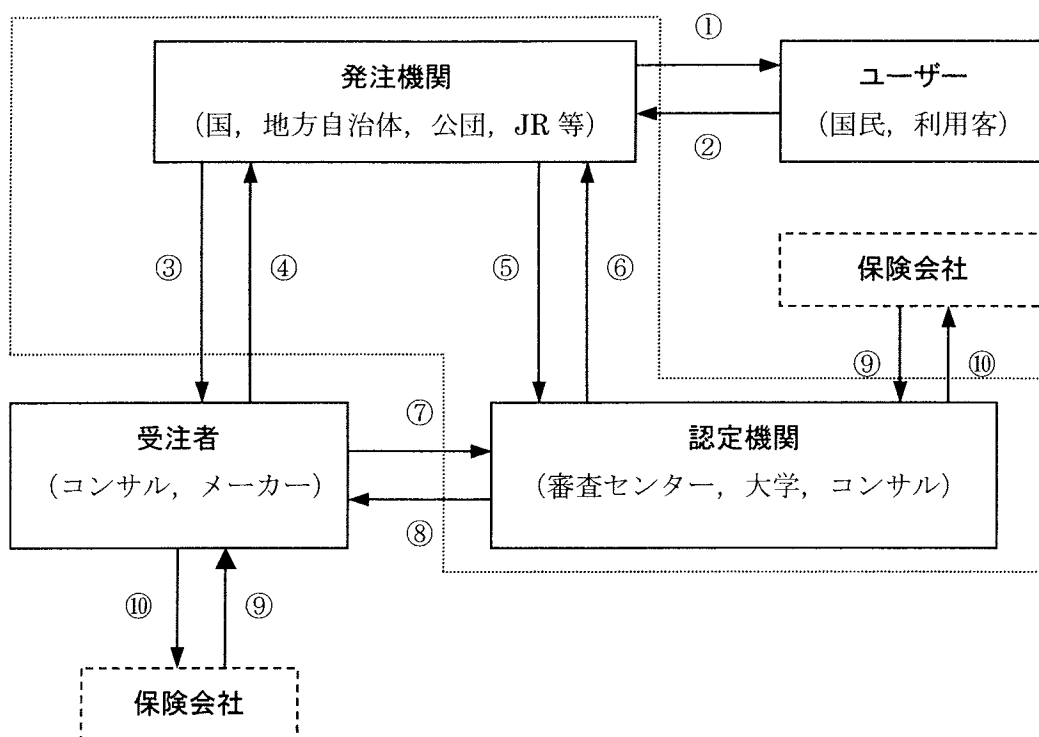 ①
発注機関
(国,地方自治体,公団,JR 等)
ユーザー
(国民,利用客)
②
③
④
⑤
⑥
保険会社
⑨
⑩
受注者
(コンサル,メーカー)
⑦
⑧
認定機関
(審査センター,大学,コンサル)
⑩
⑨
保険会社